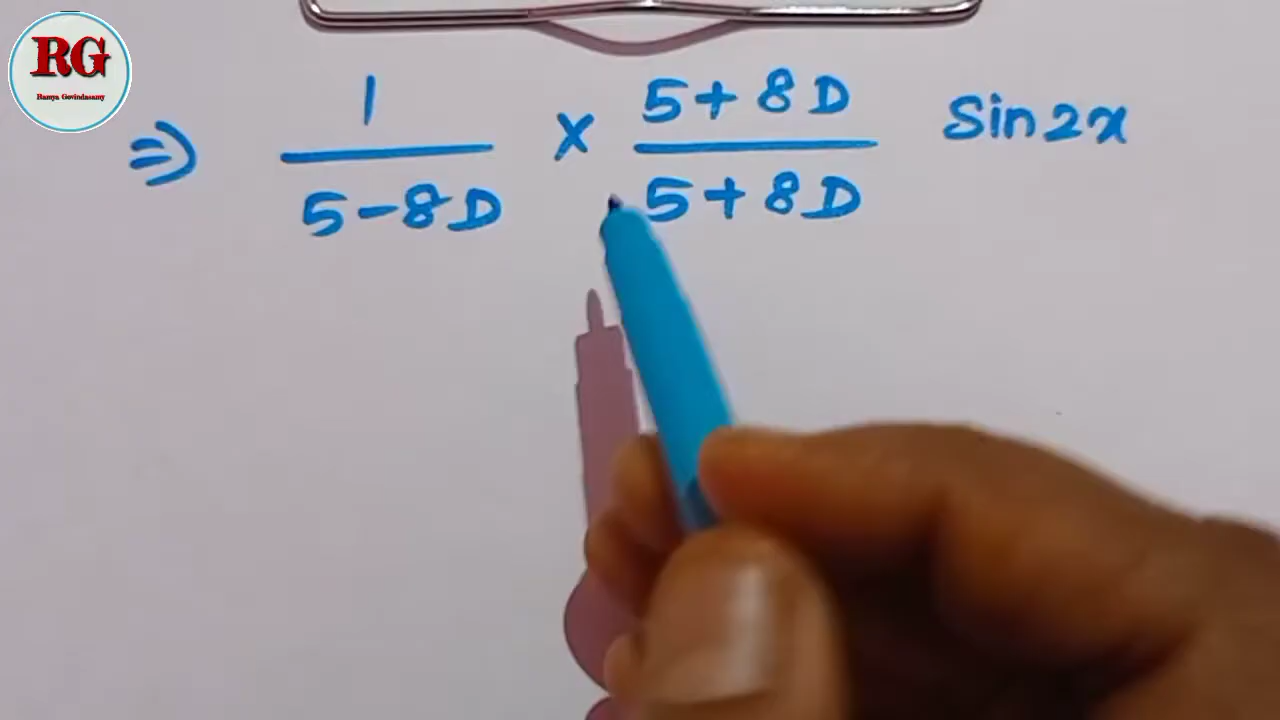 RG
Ramya Govindasamy
⇒ 1 / 5-8D × 5+8D / 5+8D Sin2x